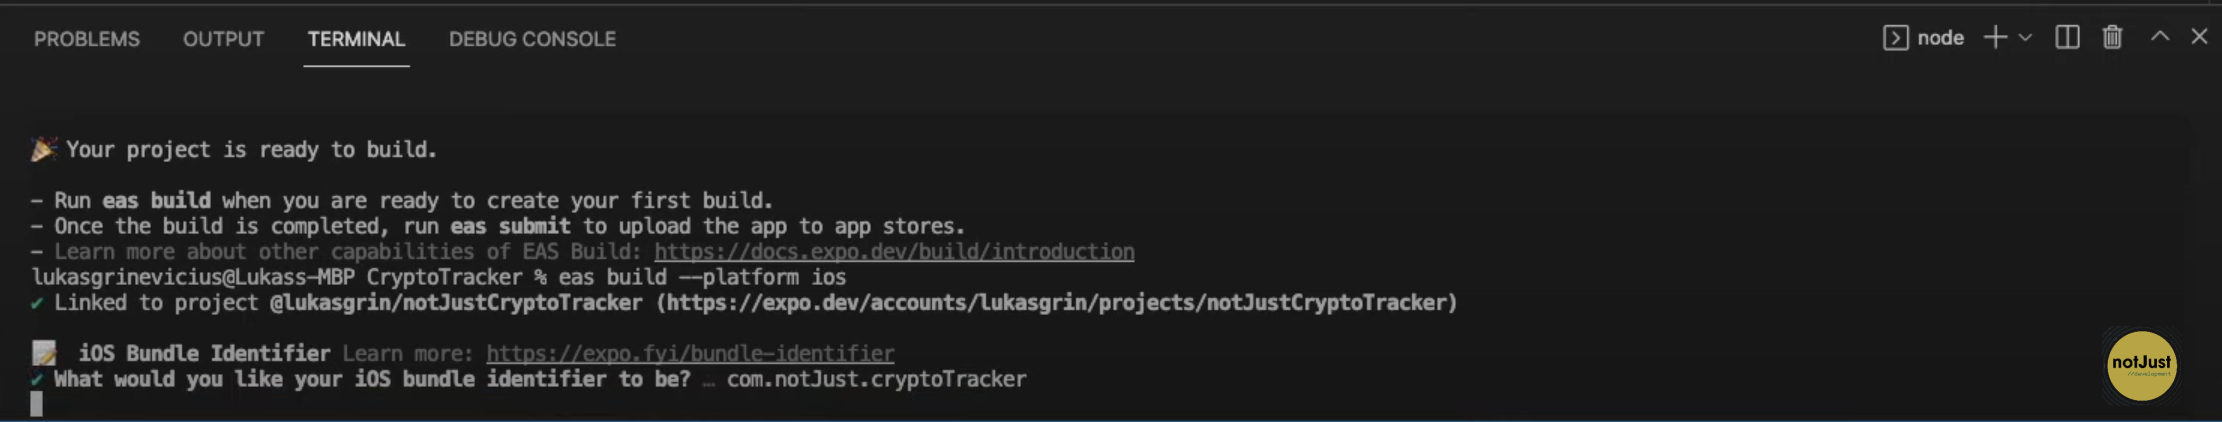 PROBLEMS OUTPUT TERMINAL DEBUG CONSOLE node
Your project is ready to build.
- Run eas build when you are ready to create your first build.
- Once the build is completed, run eas submit to upload the app to app stores.
- Learn more about other capabilities of EAS Build: https://docs.expo.dev/build/introduction
lukasgrinevicius@Lukass-MBP CryptoTracker % eas build --platform ios
✔ Linked to project @lukasgrin/notJustCryptoTracker (https://expo.dev/accounts/lukasgrin/projects/notJustCryptoTracker)
iOS Bundle Identifier Learn more: https://expo.fyi/bundle-identifier
✔ What would you like your iOS bundle identifier to be? … com.notJust.cryptoTracker
notJust
//development